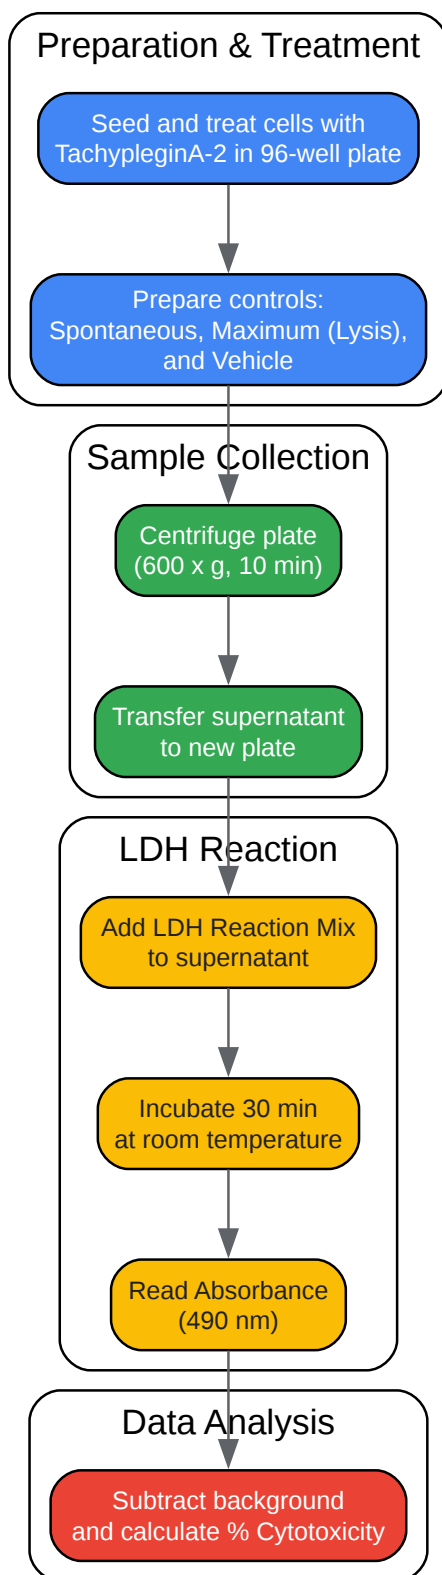 Preparation & Treatment
Seed and treat cells with
TachypleginA-2 in 96-well plate
Prepare controls:
Spontaneous, Maximum (Lysis),
and Vehicle
Sample Collection
Centrifuge plate
(600 x g, 10 min)
Transfer supernatant
to new plate
LDH Reaction
Add LDH Reaction Mix
to supernatant
Incubate 30 min
at room temperature
Read Absorbance
(490 nm)
Data Analysis
Subtract background
and calculate % Cytotoxicity